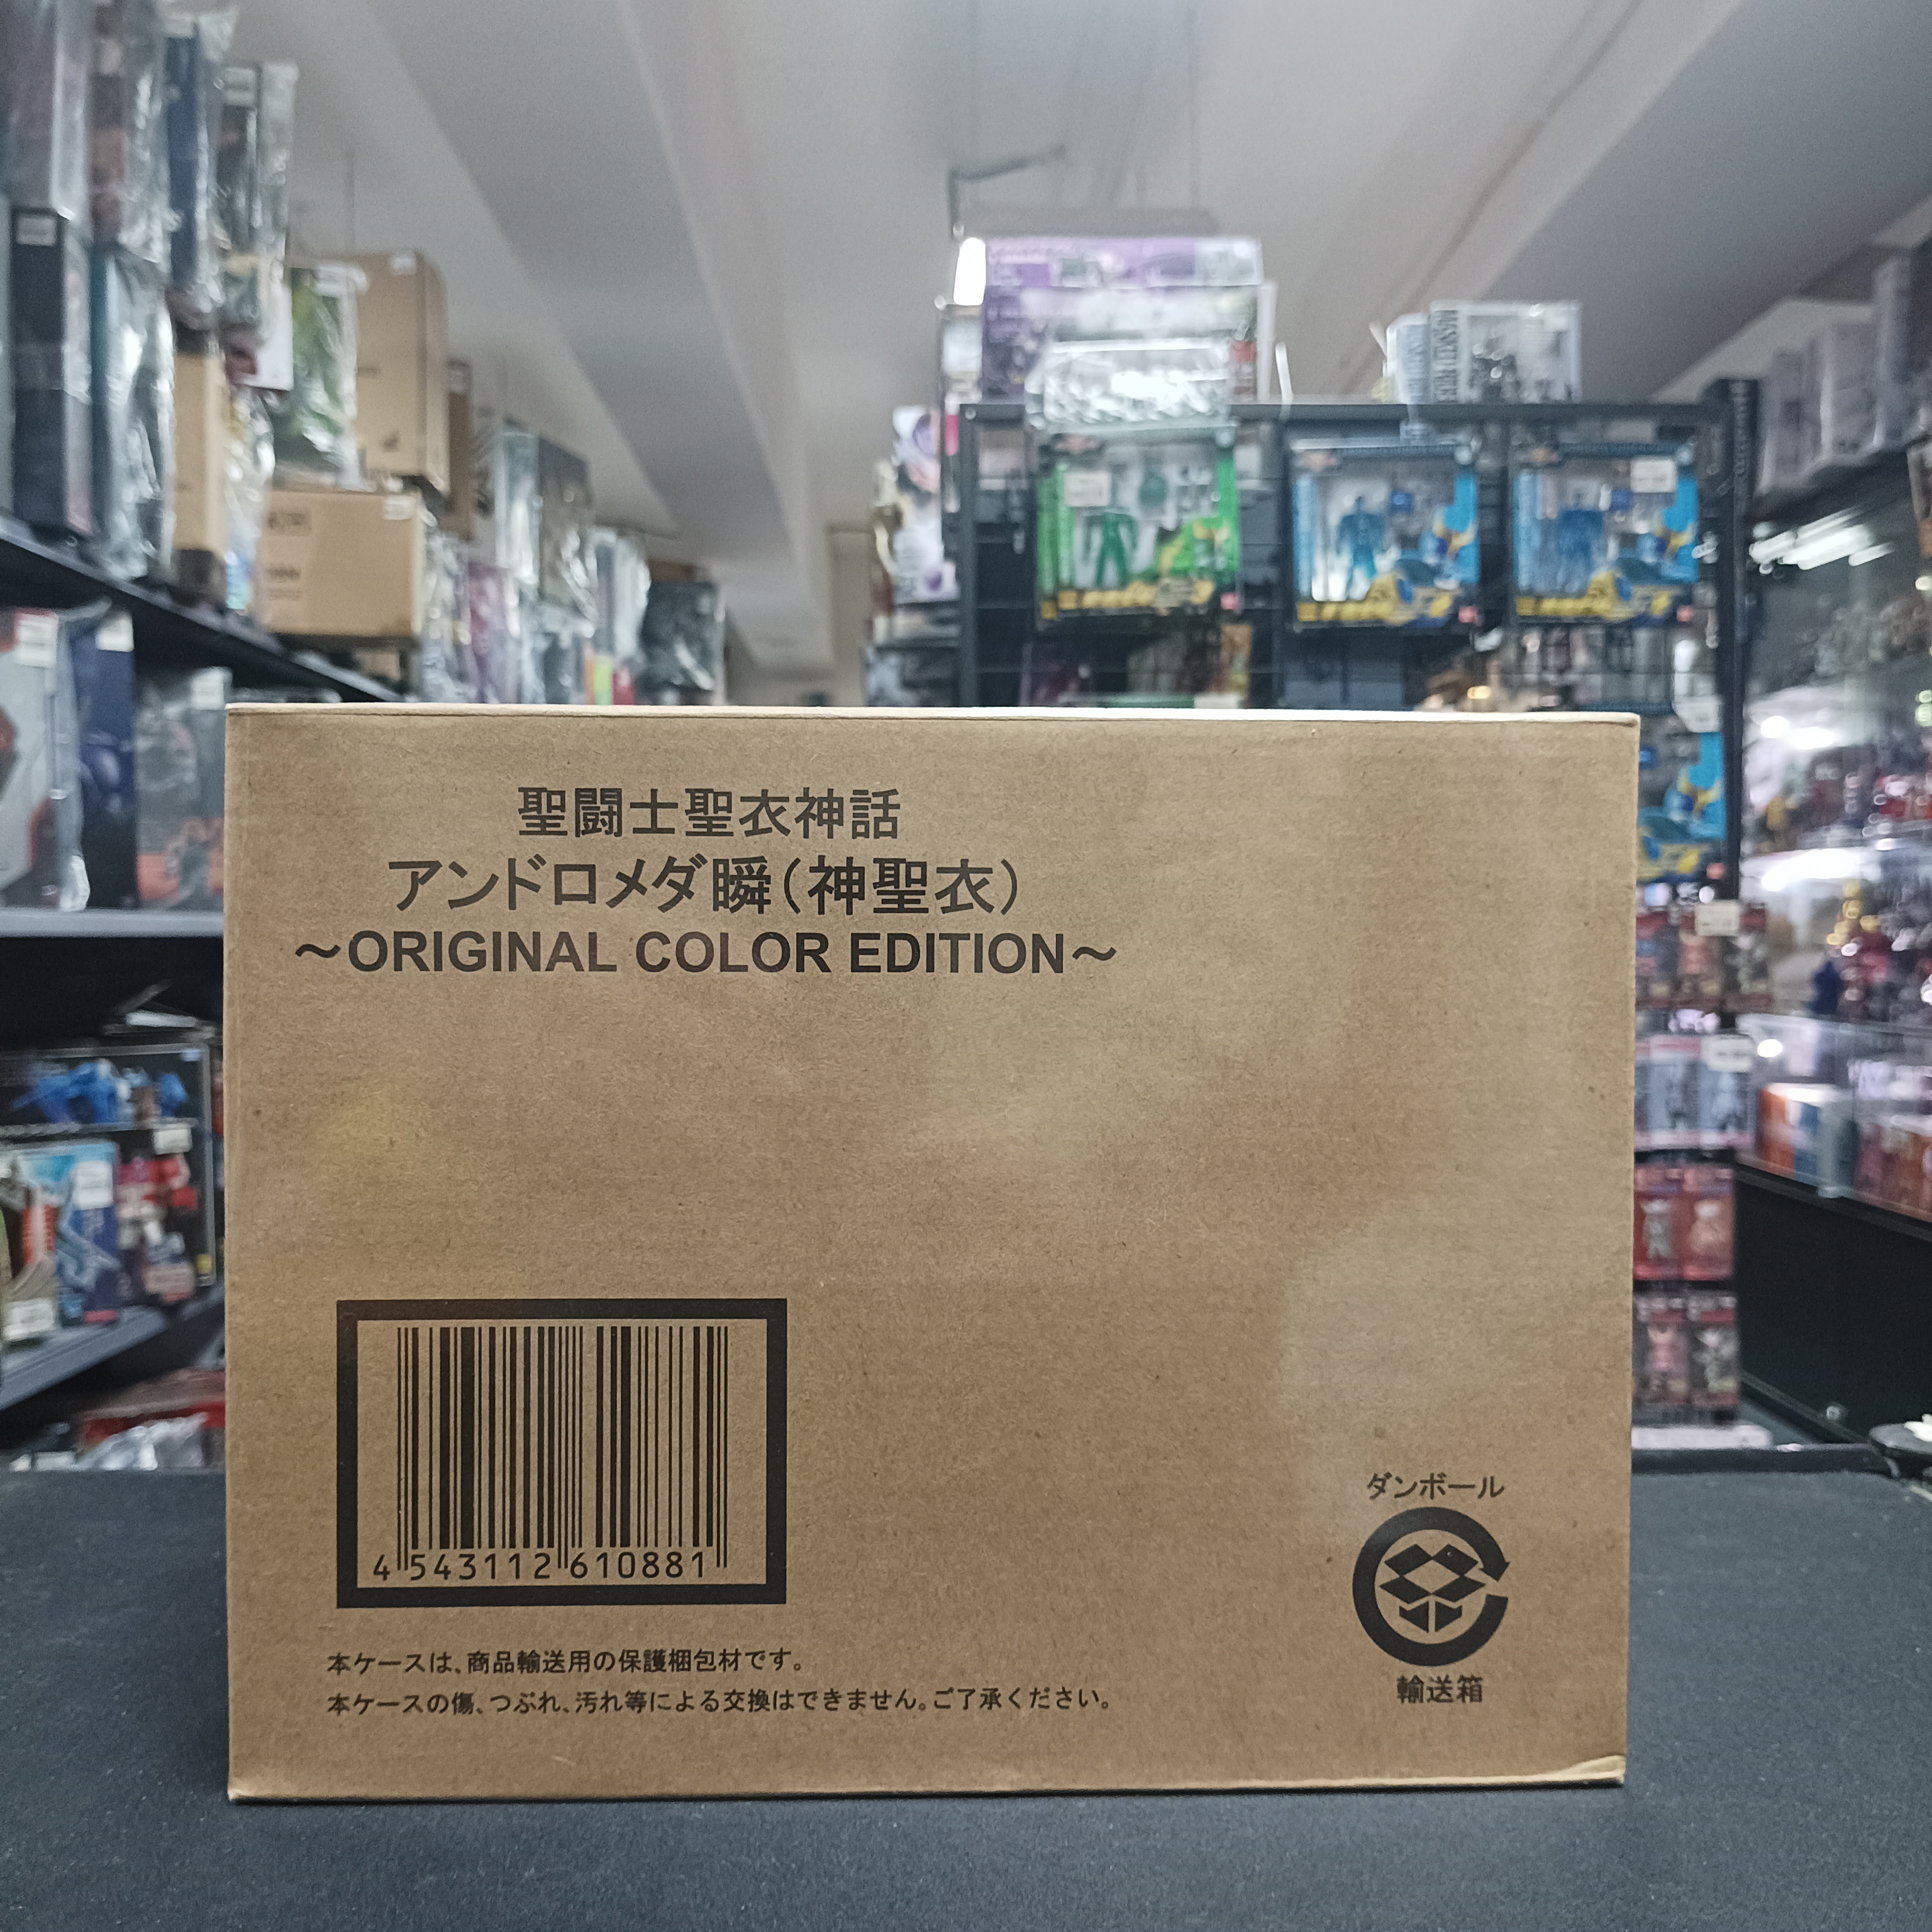 聖闘士聖衣神話
アンドロメダ瞬(神聖衣)
～ORIGINAL COLOR EDITION～
4 543112 610881
本ケースは、商品輸送用の保護梱包材です。
本ケースの傷、つぶれ、汚れ等による交換はできません。ご了承ください。
ダンボール
輸送箱